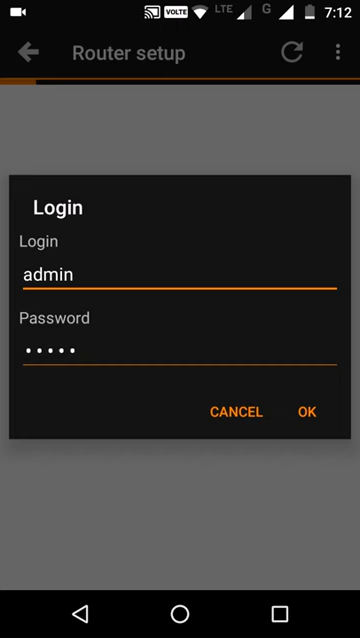 VOLTE LTE G 7:12
Router setup
Login
Login
admin
Password
•••••
CANCEL OK